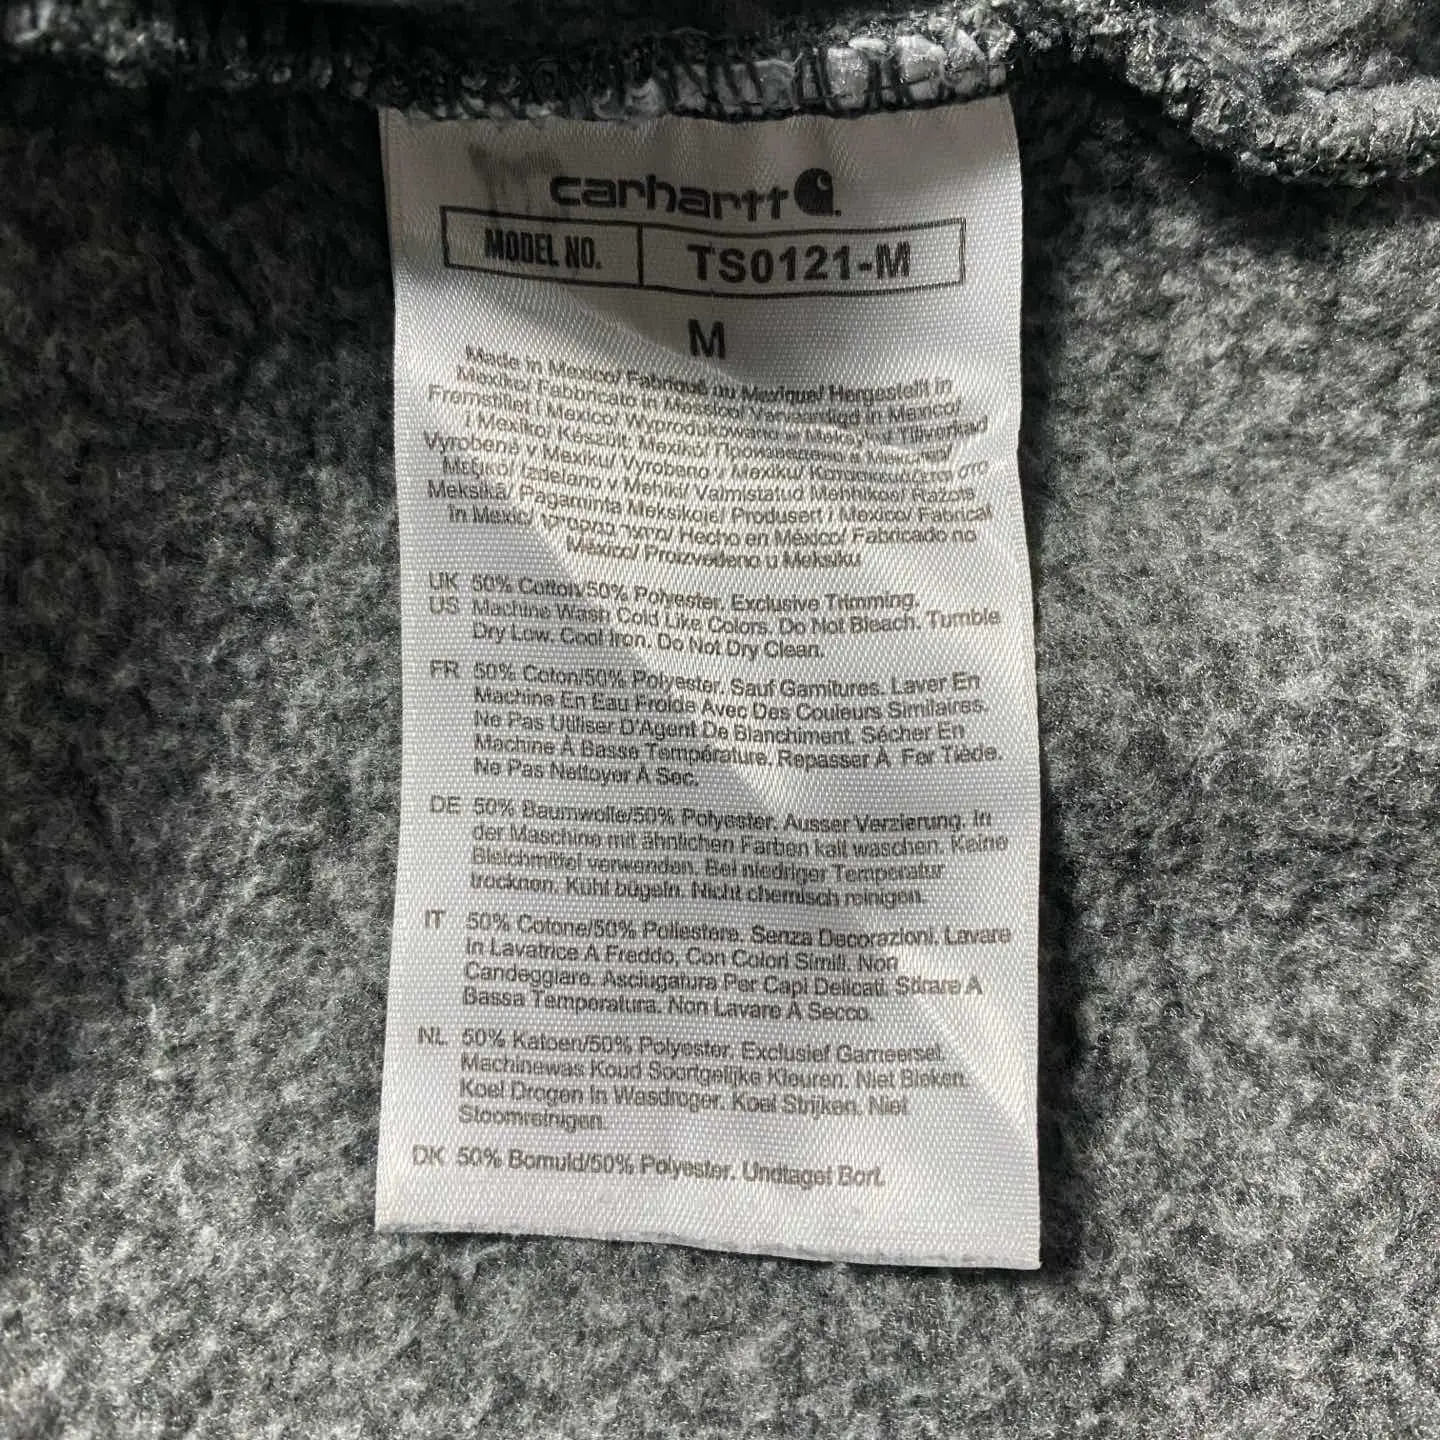 carhartt
MODEL NO. TS0121-M
M
Made in Mexico/ Fabriqué au Mexique/ Hergestellt in
Mexiko/ Fabbricato in Messico/ Vervaardigd in Mexico/
Fremstillet i Mexico/ Wyprodukowano w Meksyku/ Tillverkad
i Mexiko/ Készült: Mexikó/ Произведено в
Vyrobené v Mexiku/ Vyrobeno v Mexiku/ Κατασκευάζεται στο
Μεξικό/ Izdelano v Mehiki/ Valmistatud Mehhikos/ Ražots
Meksikā/ Pagaminta Meksikoje/ Produsert i Mexico/ Fabricat
în Mexic/ Hecho en México/ Fabricado no
México/ Proizvedeno u Meksiku
UK 50% Cotton/50% Polyester. Exclusive Trimming.
US Machine Wash Cold Like Colors. Do Not Bleach. Tumble
Dry Low. Cool Iron. Do Not Dry Clean.
FR 50% Coton/50% Polyester. Sauf Garnitures. Laver En
Machine En Eau Froide Avec Des Couleurs Similaires.
Ne Pas Utiliser D'Agent De Blanchiment. Sécher En
Machine À Basse Température. Repasser À Fer Tiède.
Ne Pas Nettoyer À Sec.
DE 50% Baumwolle/50% Polyester. Ausser Verzierung. In
der Maschine mit ähnlichen Farben kalt waschen. Keine
Bleichmittel verwenden. Bei niedriger Temperatur
trocknen. Kühl bügeln. Nicht chemisch reinigen.
IT 50% Cotone/50% Poliestere. Senza Decorazioni. Lavare
In Lavatrice A Freddo, Con Colori Simili. Non
Candeggiare. Asciugatura Per Capi Delicati. Stirare A
Bassa Temperatura. Non Lavare À Secco.
NL 50% Katoen/50% Polyester. Exclusief Garneersel.
Machinewas Koud Soortgelijke Kleuren. Niet Bleken.
Koel Drogen In Wasdroger. Koel Strijken. Niet
Stoomreinigen.
DK 50% Bomuld/50% Polyester. Undtaget Bort.